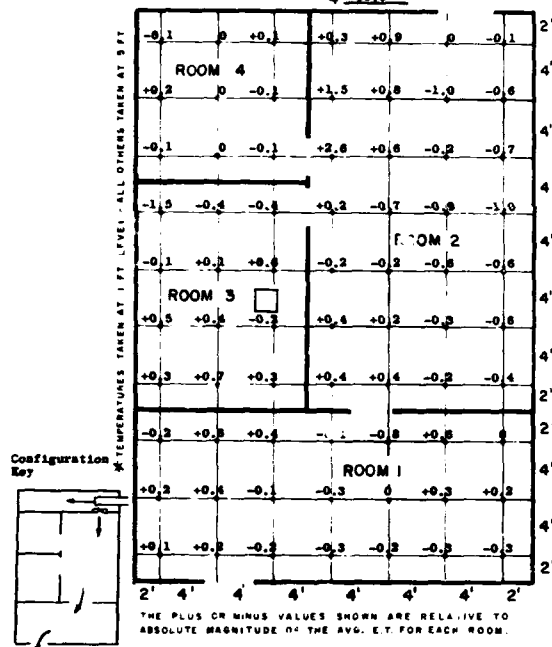 +0.1 0 +0.1 +0.3 +0.9 0 -0.1 2'
ROOM 4
4'
+0.2 0 -0.1 +1.5 +0.8 -1.0 -0.6
4'
-0.1 0 -0.1 +2.6 +0.6 -0.2 -0.7
4'
-1.5 -0.4 -0.4 +0.2 -0.7 -0.8 -1.0
ROOM 2
4'
-0.1 +0.1 +0.6 -0.2 -0.2 -0.6 -0.6
ROOM 3
4'
+0.5 +0.6 -0.2 +0.4 +0.2 -0.3 -0.6
4'
+0.3 +0.7 +0.3 +0.4 +0.4 -0.2 -0.4
2'
2'
-0.2 +0.4 -0.8
ROOM 1
4'
+0.2 -0.1 -0.3 0 +0.3 +0.2
4'
+0.1 +0.2 -0.2 -0.3 -0.2 -0.3 -0.3
2'
2' 4' 4' 4' 4' 4' 4' 2'
* TEMPERATURES TAKEN AT 1 FT LEVEL - ALL OTHERS TAKEN AT 5 FT
Configuration
Key
THE PLUS OR MINUS VALUES SHOWN ARE RELATIVE TO
ABSOLUTE MAGNITUDE OF THE AVG. E.T. FOR EACH ROOM.